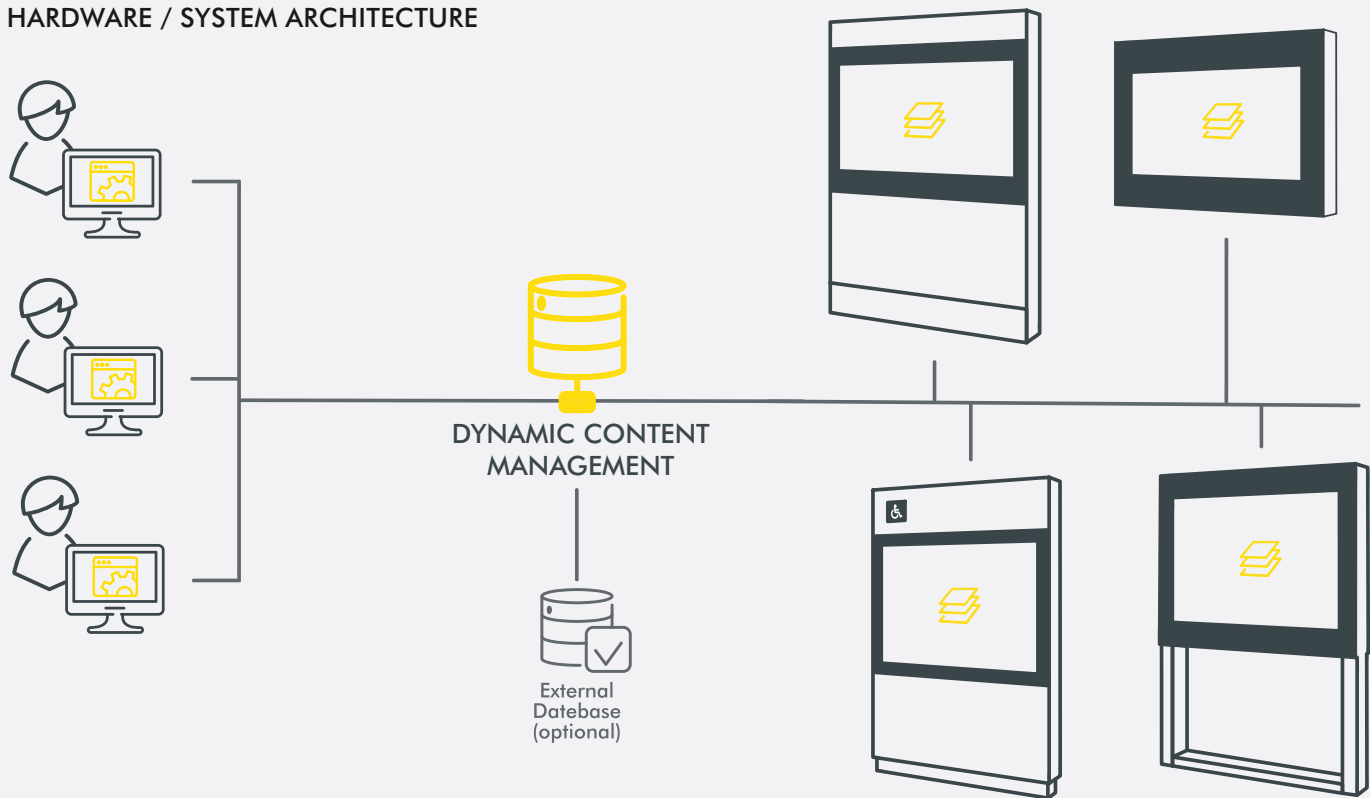 HARDWARE / SYSTEM ARCHITECTURE
DYNAMIC CONTENT
MANAGEMENT
External
Datebase
(optional)